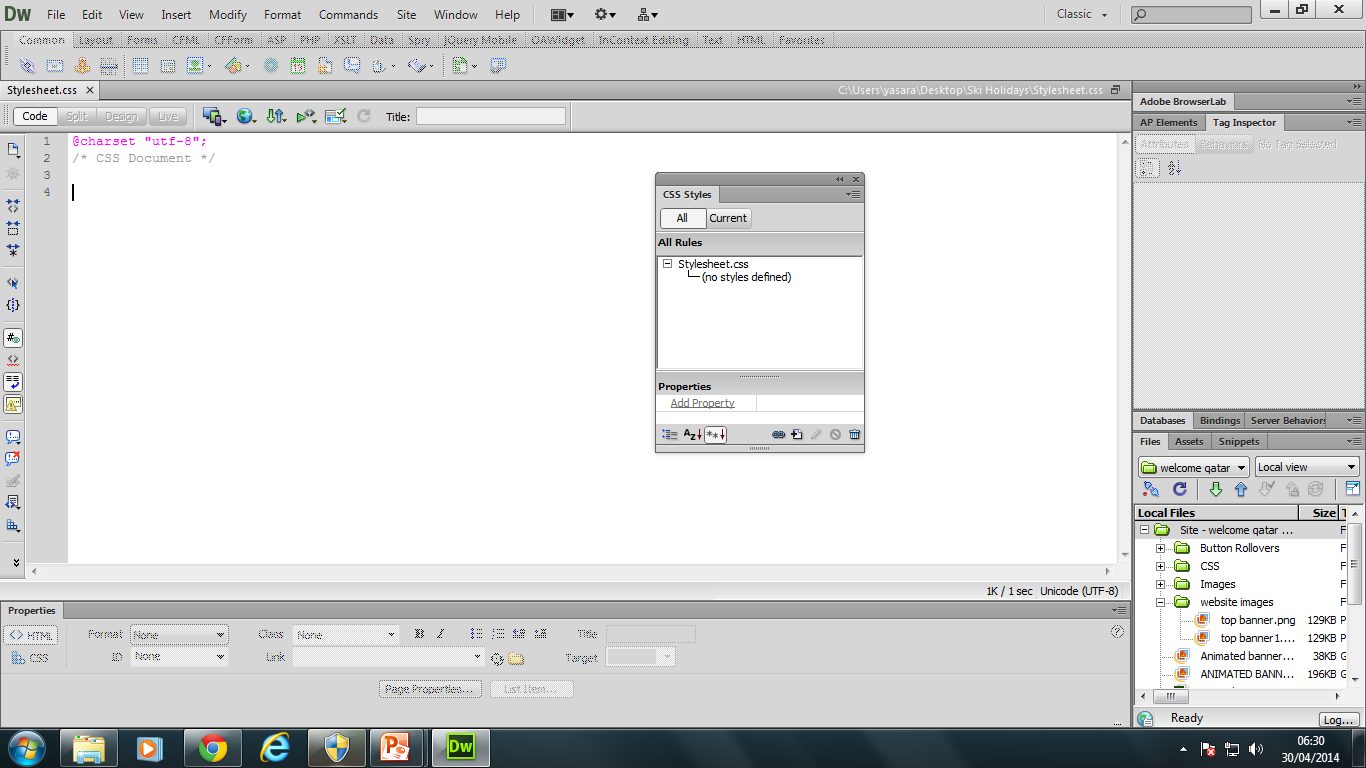 Dw File Edit View Insert Modify Format Commands Site Window Help Classic
Common Layout Forms CFML CFForm ASP PHP XSLT Data Spry jQuery Mobile OAWidget InContext Editing Text HTML Favorites
Stylesheet.css
C:\Users\yasara\Desktop\Ski Holidays\Stylesheet.css
Code Split Design Live Title:
1 @charset "utf-8";
2 /* CSS Document */
3
4
CSS Styles
All Current
All Rules
Stylesheet.css
(no styles defined)
Properties
Add Property
1K / 1 sec Unicode (UTF-8)
Properties
HTML Format None Class None Title
CSS ID None Link Target
Page Properties... List Item...
Adobe BrowserLab
AP Elements Tag Inspector
Attributes Behaviors No Tag Selected
Databases Bindings Server Behaviors
Files Assets Snippets
welcome qatar Local view
Local Files Size T
Site - welcome qatar ... F
Button Rollovers F
CSS F
Images F
website images F
top banner.png 129KB P
top banner1.... 129KB P
Animated banner... 38KB G
ANIMATED BANN... 196KB G
Ready Log...
Dw
06:30
30/04/2014